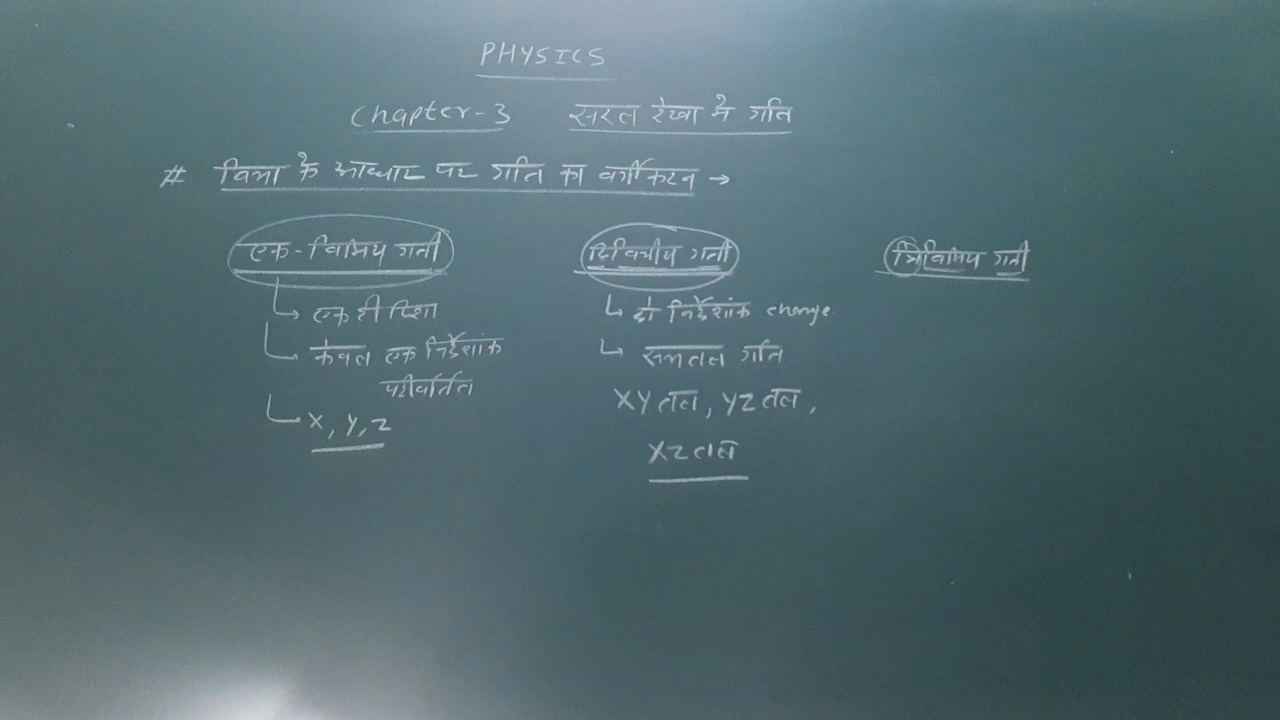 PHYSICS
Chapter-3 सरल रेखा में गति
# विमा के आधार पर गति का वर्गीकरन →
एक-विमिय गती
द्विविमीय गती
त्रिविमिय गती
एक ही दिशा
केवल एक निर्देशांक
परीवर्तित
X, Y, Z
दो निर्देशांक change
समतल गति
XY तल, YZ तल,
XZ तल